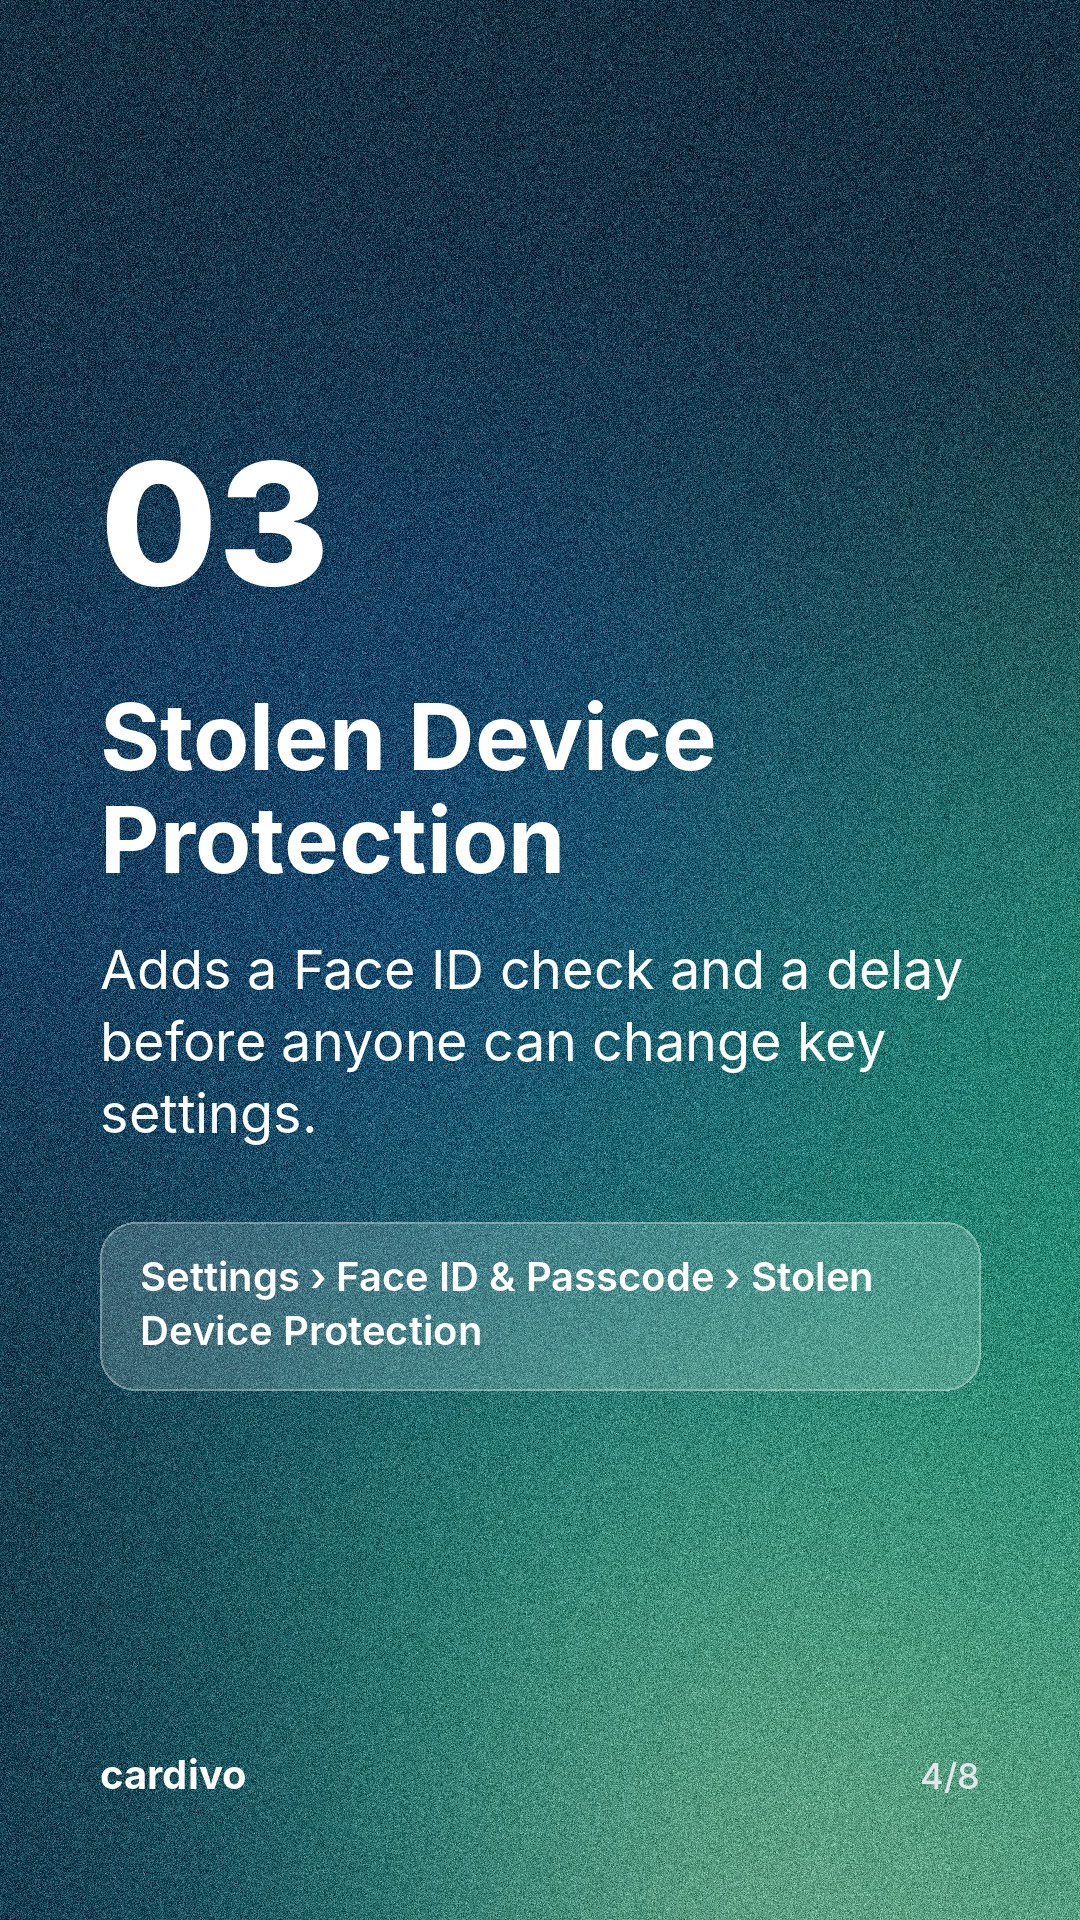 03
Stolen Device
Protection
Adds a Face ID check and a delay
before anyone can change key
settings.
Settings › Face ID & Passcode › Stolen
Device Protection
cardivo
4/8